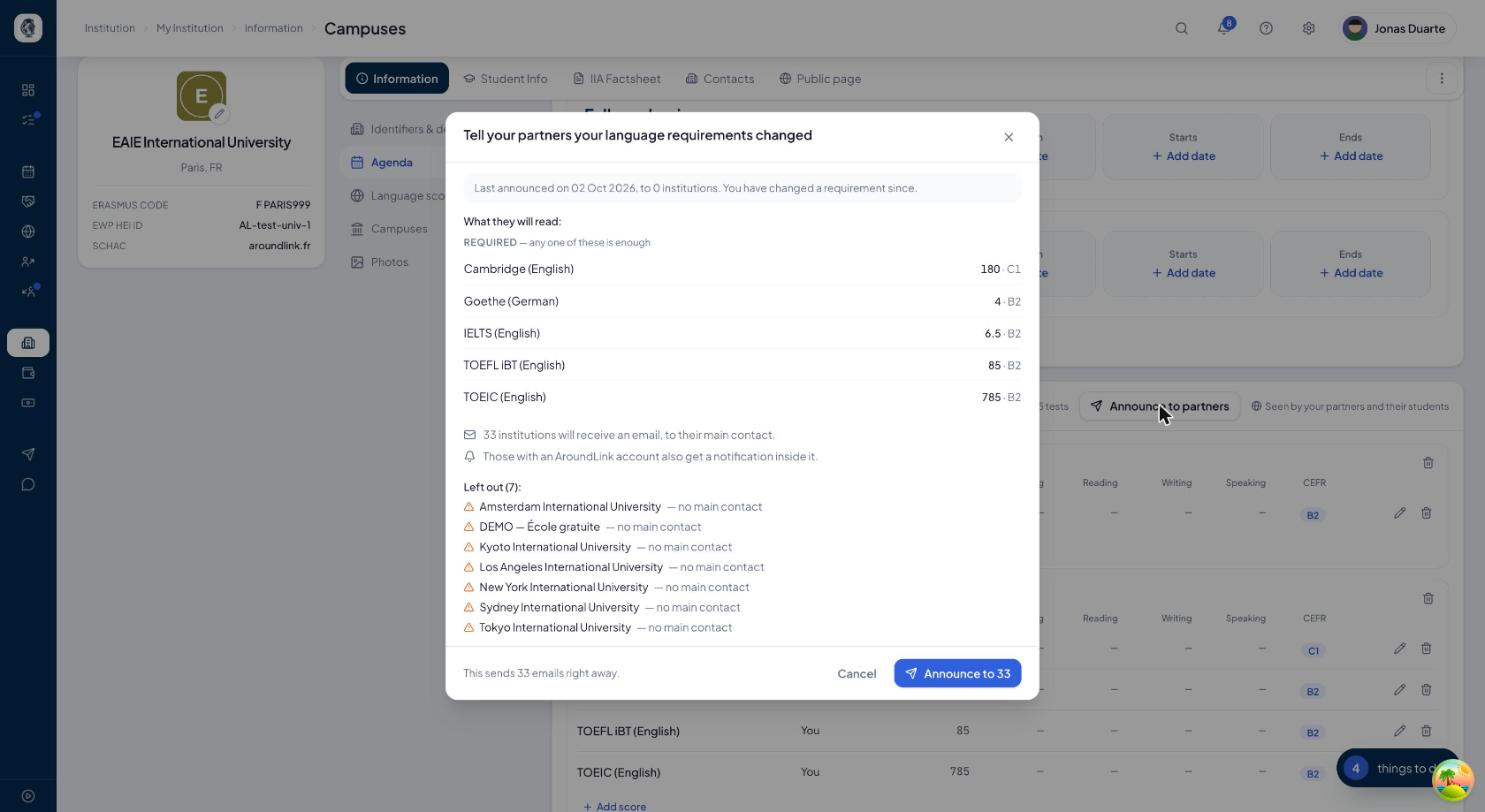 Institution > My Institution > Information > Campuses
8
Jonas Duarte
E
EAIE International University
Paris, FR
ERASMUS CODE F PARIS999
EWP HEI ID AL-test-univ-1
SCHAC aroundlink.fr
Information
Student Info
IIA Factsheet
Contacts
Public page
Identifiers & de
Agenda
Language sco
Campuses
Photos
Starts
+ Add date
Ends
+ Add date
Starts
+ Add date
Ends
+ Add date
Tell your partners your language requirements changed
Last announced on 02 Oct 2026, to 0 institutions. You have changed a requirement since.
What they will read:
REQUIRED — any one of these is enough
Cambridge (English) 180 · C1
Goethe (German) 4 · B2
IELTS (English) 6.5 · B2
TOEFL iBT (English) 85 · B2
TOEIC (English) 785 · B2
33 institutions will receive an email, to their main contact.
Those with an AroundLink account also get a notification inside it.
Left out (7):
Amsterdam International University — no main contact
DEMO — École gratuite — no main contact
Kyoto International University — no main contact
Los Angeles International University — no main contact
New York International University — no main contact
Sydney International University — no main contact
Tokyo International University — no main contact
This sends 33 emails right away.
Cancel
Announce to 33
5 tests
Announce to partners
Seen by your partners and their students
Reading Writing Speaking CEFR
– – – B2
Reading Writing Speaking CEFR
– – – C1
– – – B2
TOEFL iBT (English) You 85 – – – – B2
TOEIC (English) You 785 – – – – B2
+ Add score
4 things to d